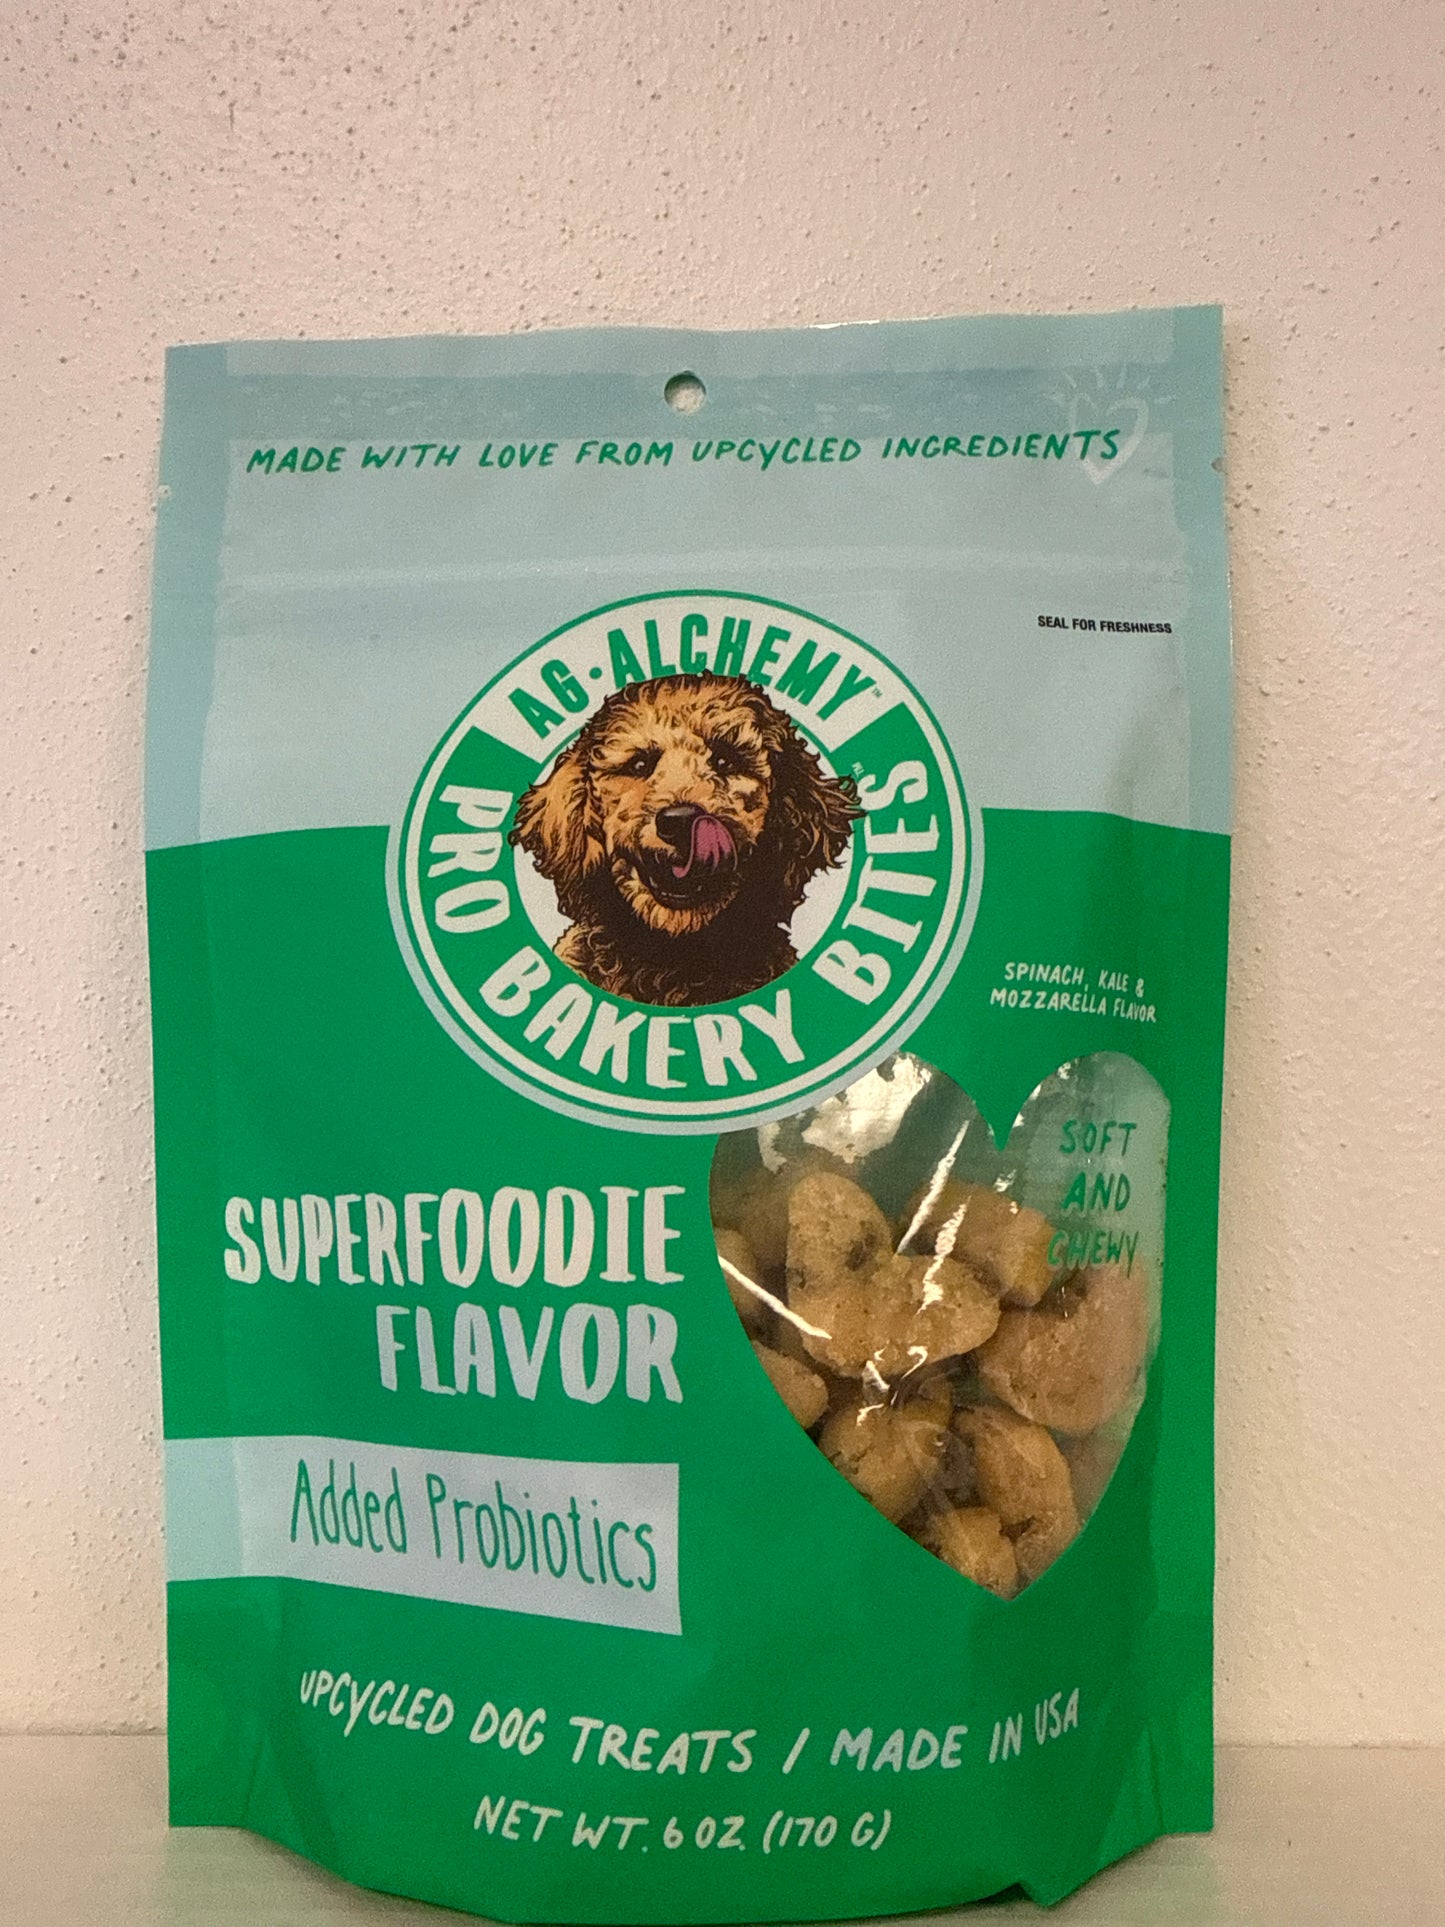 MADE WITH LOVE FROM UPCYCLED INGREDIENTS
SEAL FOR FRESHNESS
AG·ALCHEMY™
PRO BAKERY BITES
SPINACH, KALE &
MOZZARELLA FLAVOR
SOFT
AND
CHEWY
SUPERFOODIE
FLAVOR
Added Probiotics
UPCYCLED DOG TREATS / MADE IN USA
NET WT. 6 OZ. (170 G)